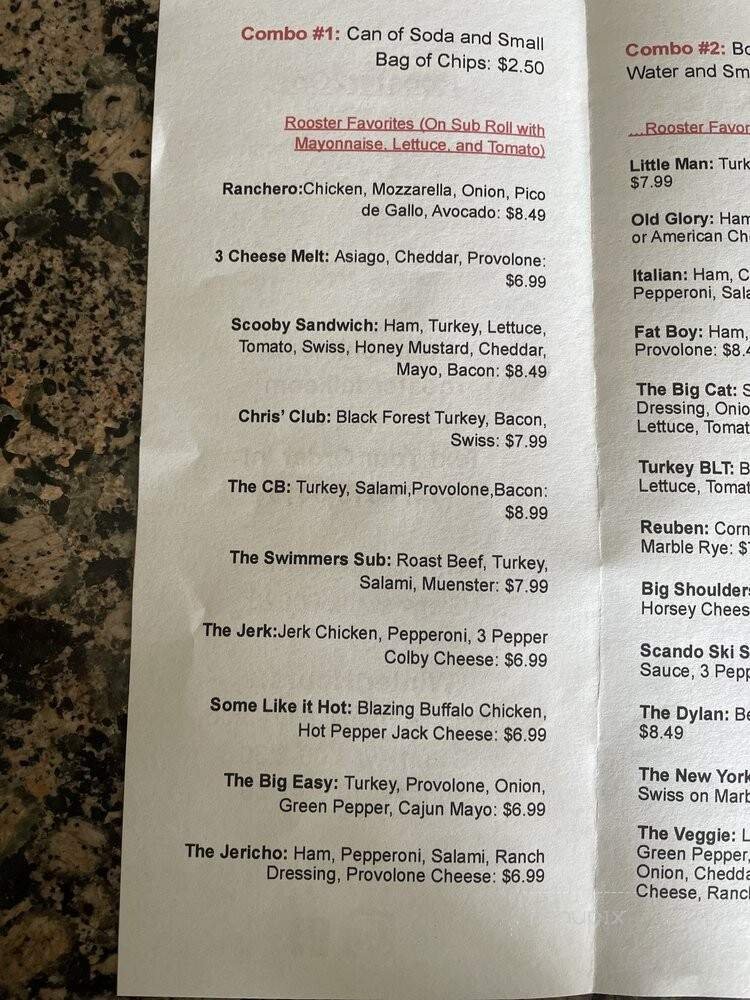 Combo #1: Can of Soda and Small
Bag of Chips: $2.50
Rooster Favorites (On Sub Roll with
Mayonnaise, Lettuce, and Tomato)
Ranchero:Chicken, Mozzarella, Onion, Pico
de Gallo, Avocado: $8.49
3 Cheese Melt: Asiago, Cheddar, Provolone:
$6.99
Scooby Sandwich: Ham, Turkey, Lettuce,
Tomato, Swiss, Honey Mustard, Cheddar,
Mayo, Bacon: $8.49
Chris' Club: Black Forest Turkey, Bacon,
Swiss: $7.99
The CB: Turkey, Salami,Provolone,Bacon:
$8.99
The Swimmers Sub: Roast Beef, Turkey,
Salami, Muenster: $7.99
The Jerk:Jerk Chicken, Pepperoni, 3 Pepper
Colby Cheese: $6.99
Some Like it Hot: Blazing Buffalo Chicken,
Hot Pepper Jack Cheese: $6.99
The Big Easy: Turkey, Provolone, Onion,
Green Pepper, Cajun Mayo: $6.99
The Jericho: Ham, Pepperoni, Salami, Ranch
Dressing, Provolone Cheese: $6.99
Combo #2:
Water and
...Rooster
Little Man:
$7.99
Old Glory: Ham
or American
Italian: Ham,
Pepperoni,
Fat Boy: Ham,
Provolone:
The Big Cat:
Dressing,
Lettuce,
Turkey BLT:
Lettuce,
Reuben:
Marble Rye:
Big
Horsey
Scando Ski
Sauce, 3
The Dylan:
$8.49
The New
Swiss on
The Veggie:
Green Pepper,
Onion,
Cheese,